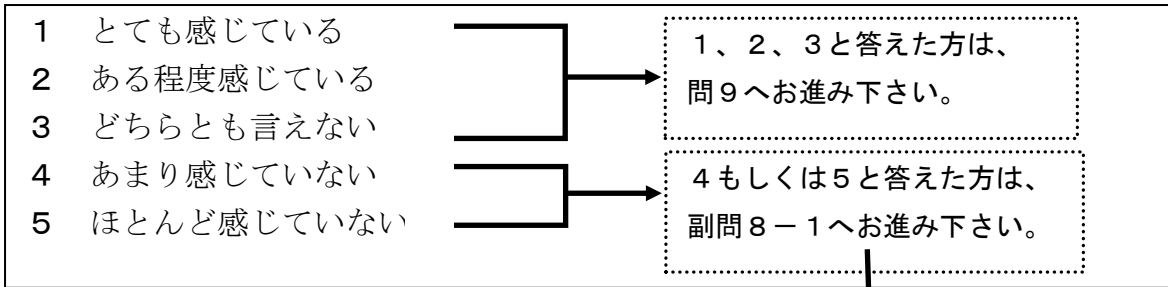 1 とても感じている
2 ある程度感じている
3 どちらとも言えない
4 あまり感じていない
5 ほとんど感じていない
1、2、3と答えた方は、
問9へお進み下さい。
4もしくは5と答えた方は、
副問8－1へお進み下さい。